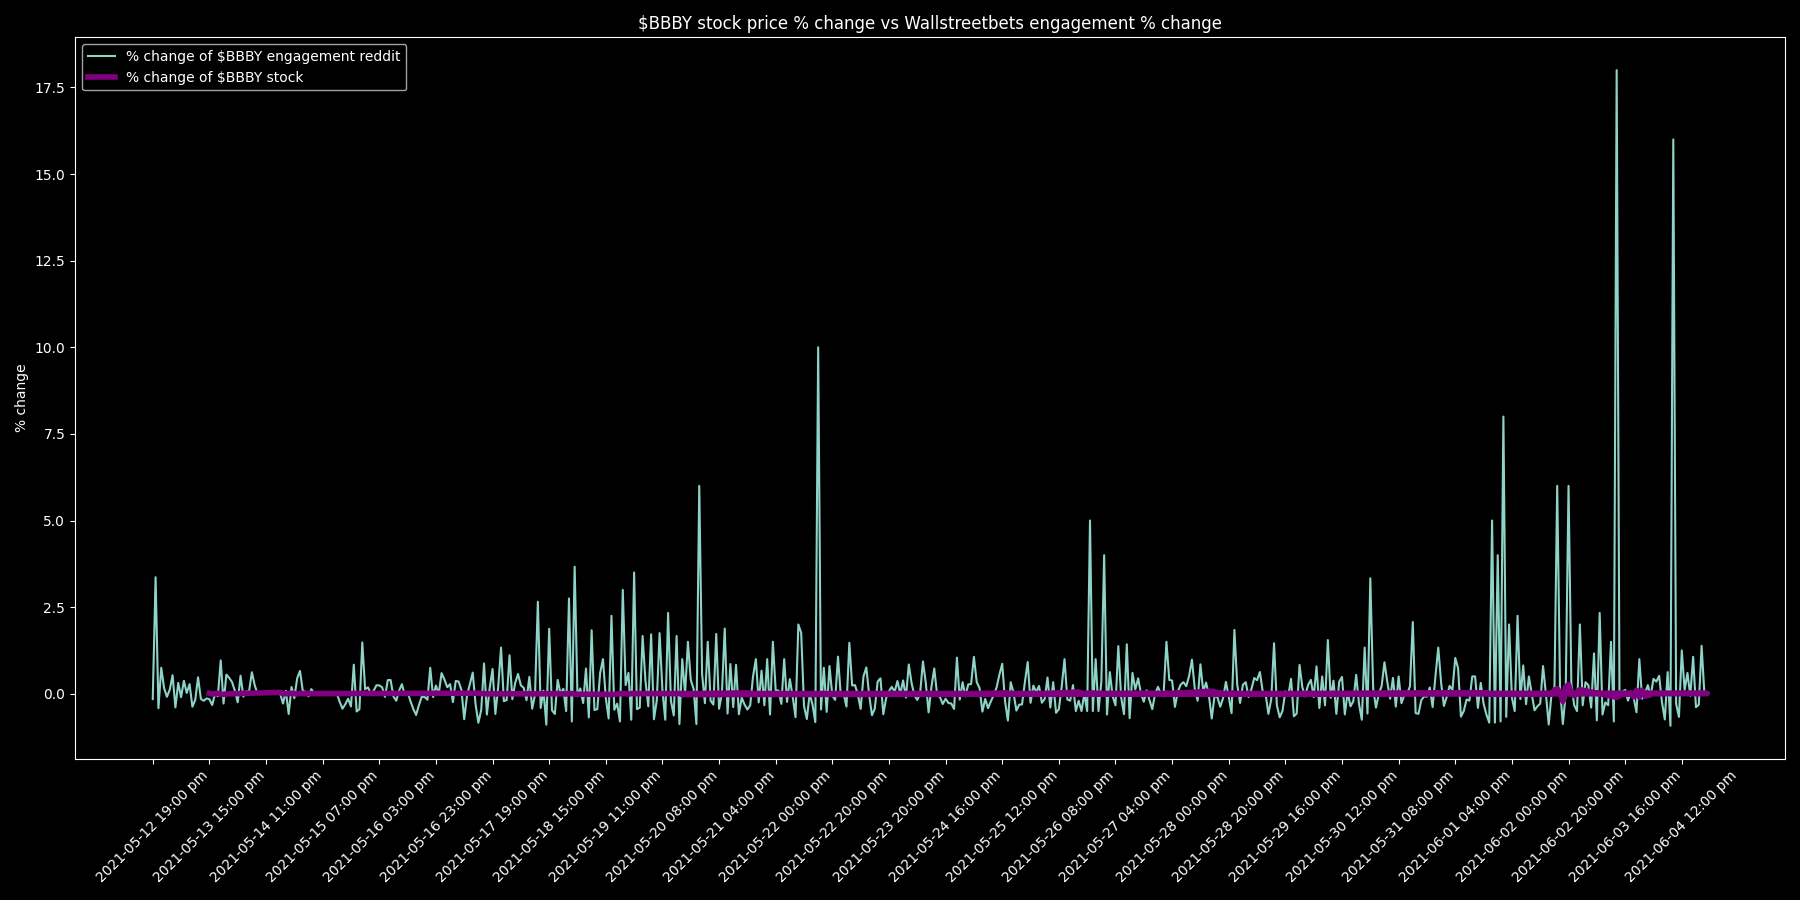 $BBBY stock price % change vs Wallstreetbets engagement % change
% change of $BBBY engagement reddit
% change of $BBBY stock
17.5
15.0
12.5
10.0
7.5
5.0
2.5
0.0
% change
2021-05-12 19:00 pm
2021-05-13 15:00 pm
2021-05-14 11:00 pm
2021-05-15 07:00 pm
2021-05-16 03:00 pm
2021-05-16 23:00 pm
2021-05-17 19:00 pm
2021-05-18 15:00 pm
2021-05-19 11:00 pm
2021-05-20 08:00 pm
2021-05-21 04:00 pm
2021-05-22 00:00 pm
2021-05-22 20:00 pm
2021-05-23 20:00 pm
2021-05-24 16:00 pm
2021-05-25 12:00 pm
2021-05-26 08:00 pm
2021-05-27 04:00 pm
2021-05-28 00:00 pm
2021-05-28 20:00 pm
2021-05-29 16:00 pm
2021-05-30 12:00 pm
2021-05-31 08:00 pm
2021-06-01 04:00 pm
2021-06-02 00:00 pm
2021-06-02 20:00 pm
2021-06-03 16:00 pm
2021-06-04 12:00 pm